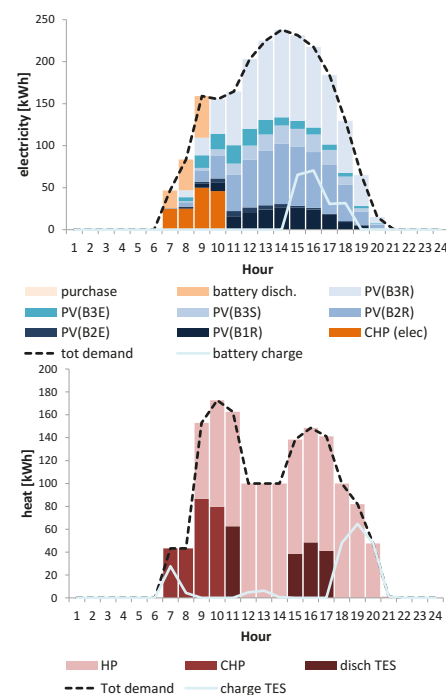 250
200
150
100
50
0
electricity [kWh]
1 2 3 4 5 6 7 8 9 10 11 12 13 14 15 16 17 18 19 20 21 22 23 24
Hour
purchase battery disch. PV(B3R)
PV(B3E) PV(B3S) PV(B2R)
PV(B2E) PV(B1R) CHP (elec)
tot demand battery charge
200
180
160
140
120
100
80
60
40
20
0
heat [kWh]
1 2 3 4 5 6 7 8 9 10 11 12 13 14 15 16 17 18 19 20 21 22 23 24
Hour
HP CHP disch TES
Tot demand charge TES